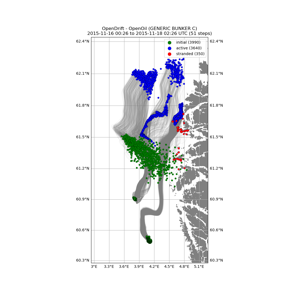 OpenDrift - OpenOil (GENERIC BUNKER C)
2015-11-16 00:26 to 2015-11-18 02:26 UTC (51 steps)
initial (3990)
active (3640)
stranded (350)
62.4°N 62.4°N
62.1°N 62.1°N
61.8°N 61.8°N
61.5°N 61.5°N
61.2°N 61.2°N
60.9°N 60.9°N
60.6°N 60.6°N
60.3°N 60.3°N
3°E 3.3°E 3.6°E 3.9°E 4.2°E 4.5°E 4.8°E 5.1°E